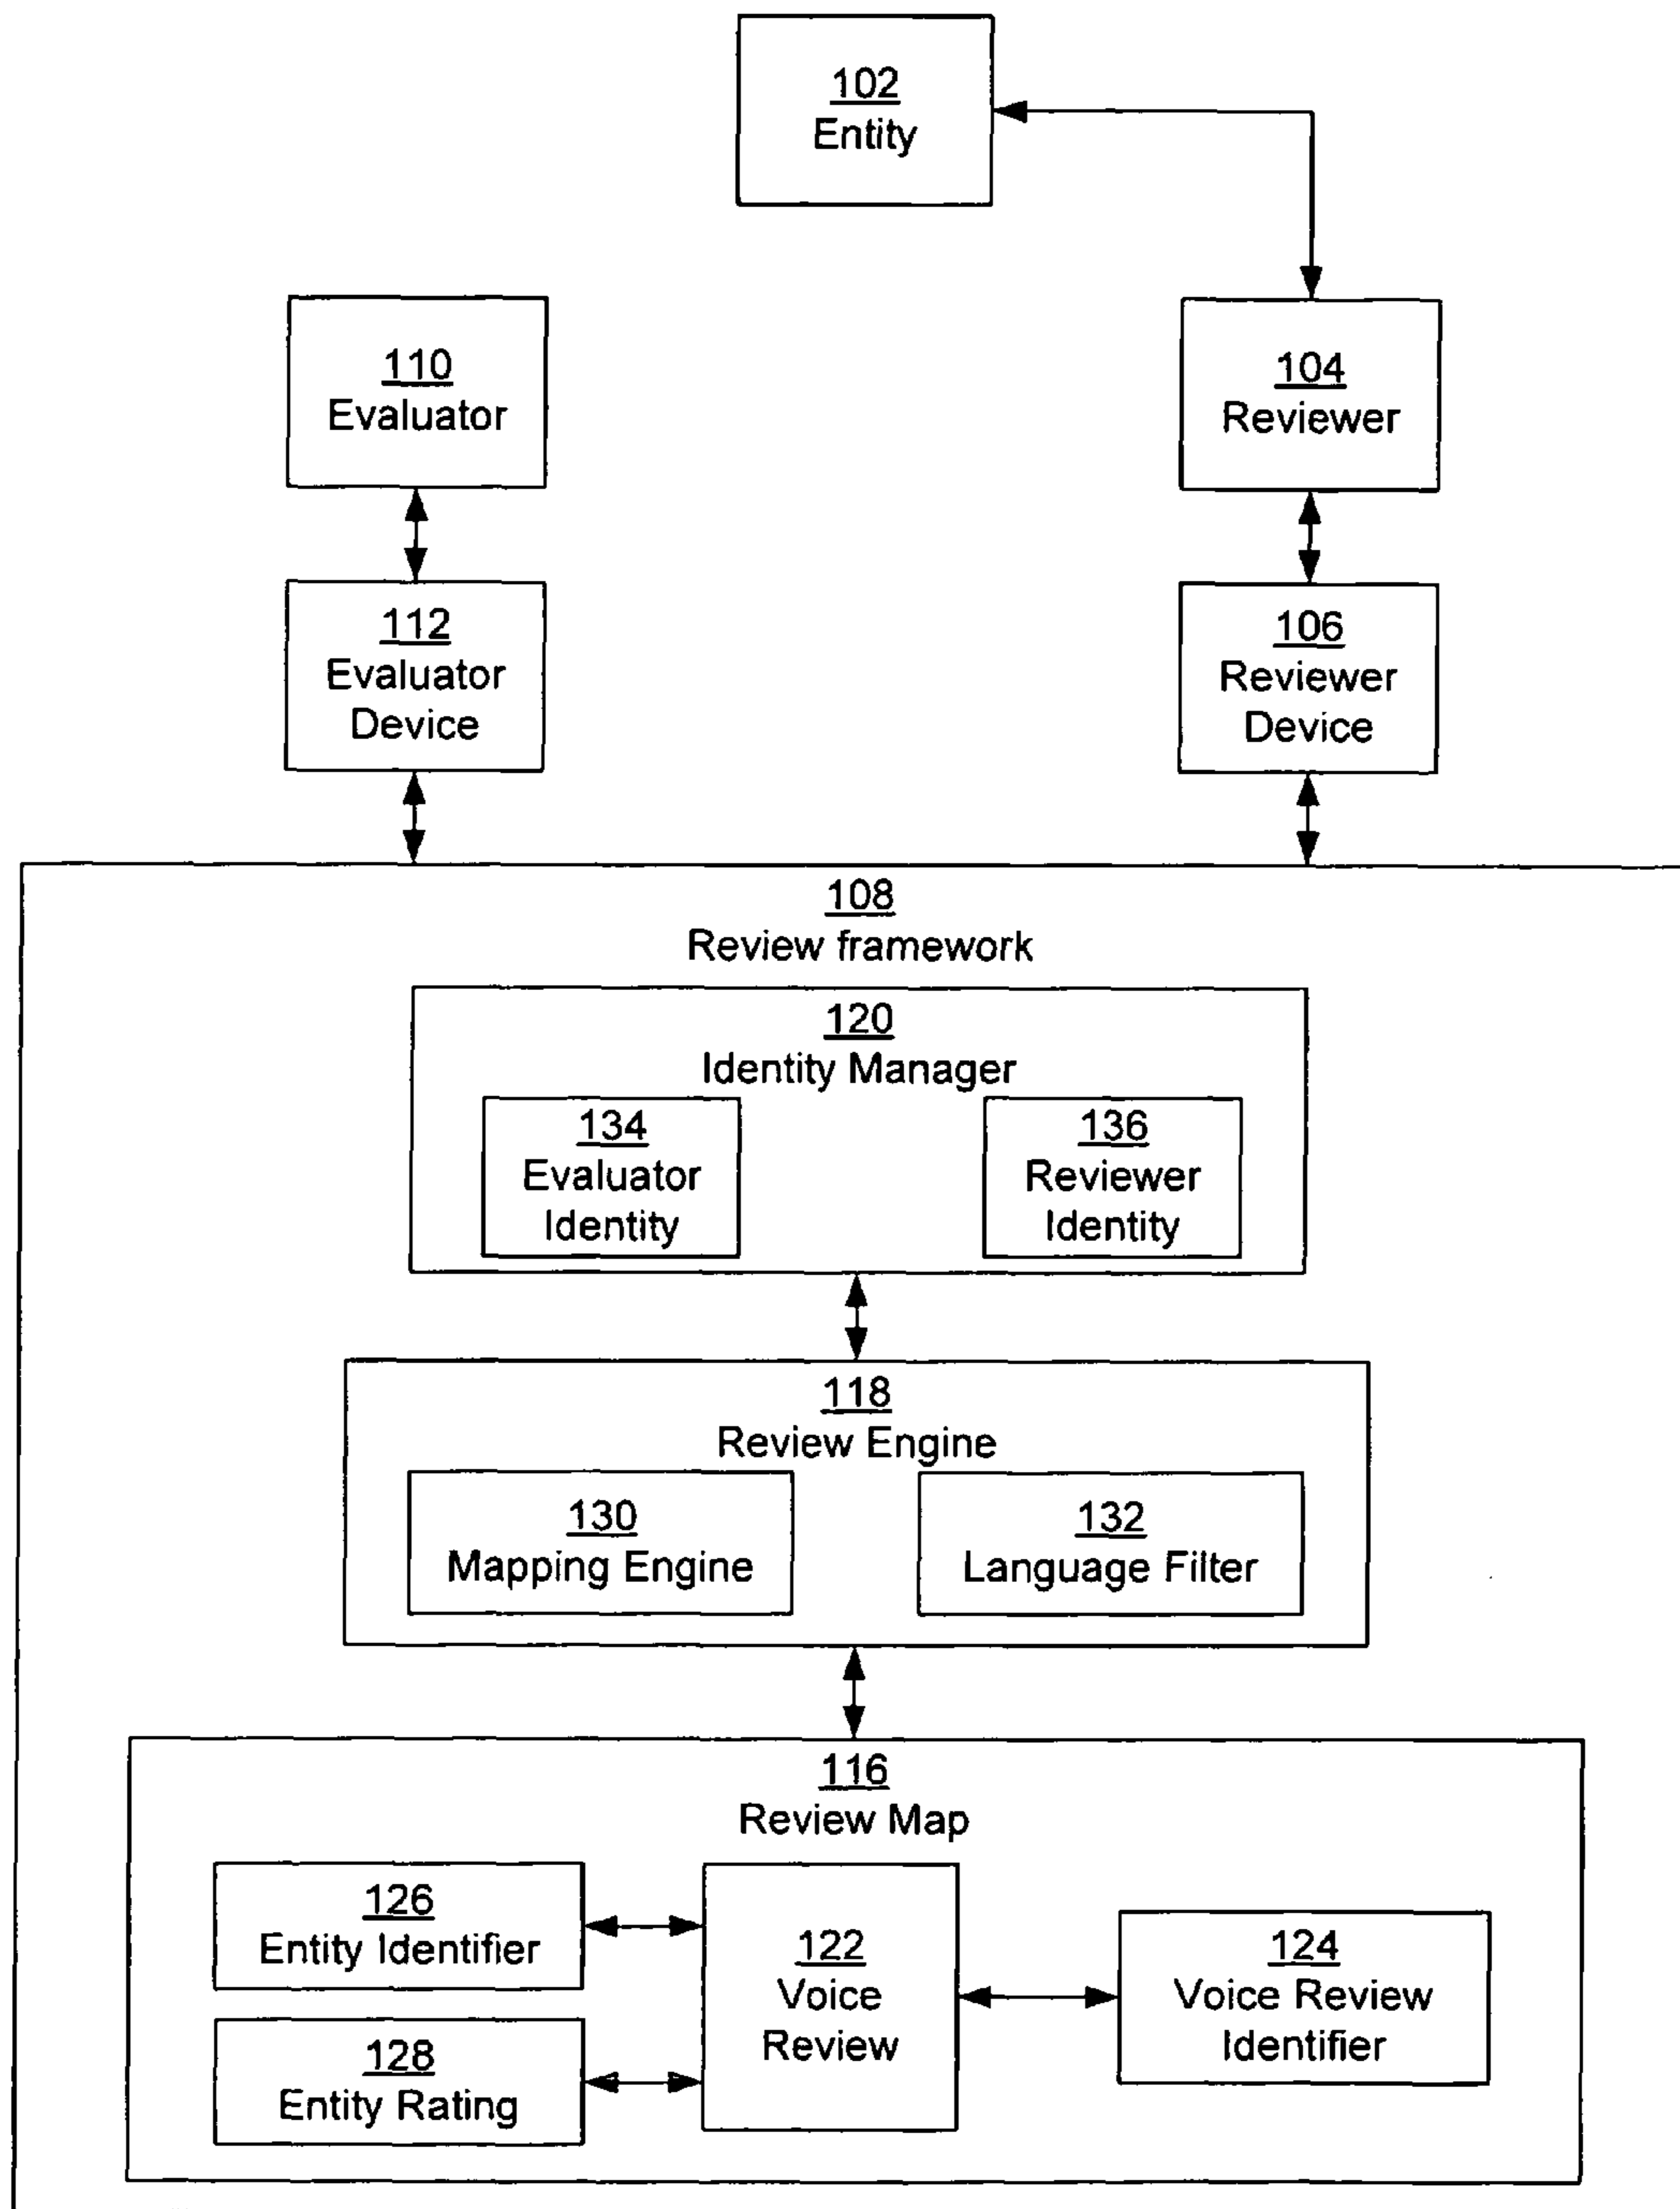 102
Entity
110
Evaluator
104
Reviewer
112
Evaluator
Device
106
Reviewer
Device
108
Review framework
120
Identity Manager
134
Evaluator
Identity
136
Reviewer
Identity
118
Review Engine
130
Mapping Engine
132
Language Filter
116
Review Map
126
Entity Identifier
122
Voice
Review
124
Voice Review
Identifier
128
Entity Rating